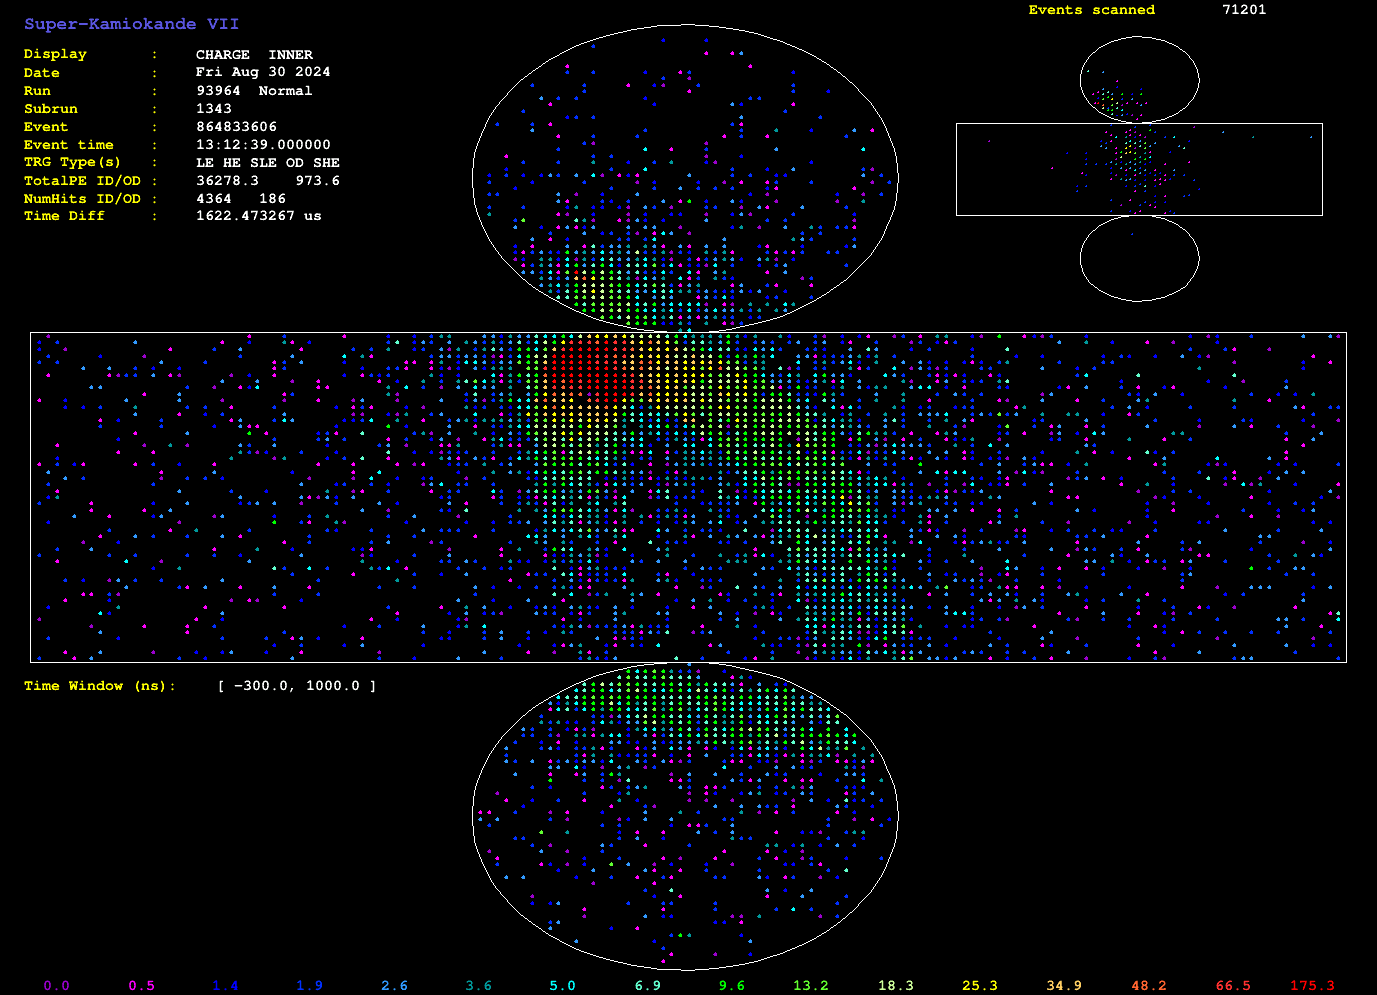 Super-Kamiokande VII
Events scanned 71201
Display : CHARGE INNER
Date : Fri Aug 30 2024
Run : 93964 Normal
Subrun : 1343
Event : 864833606
Event time : 13:12:39.000000
TRG Type(s) : LE HE SLE OD SHE
TotalPE ID/OD : 36278.3 973.6
NumHits ID/OD : 4364 186
Time Diff : 1622.473267 us
Time Window (ns): [ -300.0, 1000.0 ]
0.0 0.5 1.4 1.9 2.6 3.6 5.0 6.9 9.6 13.2 18.3 25.3 34.9 48.2 66.5 175.3